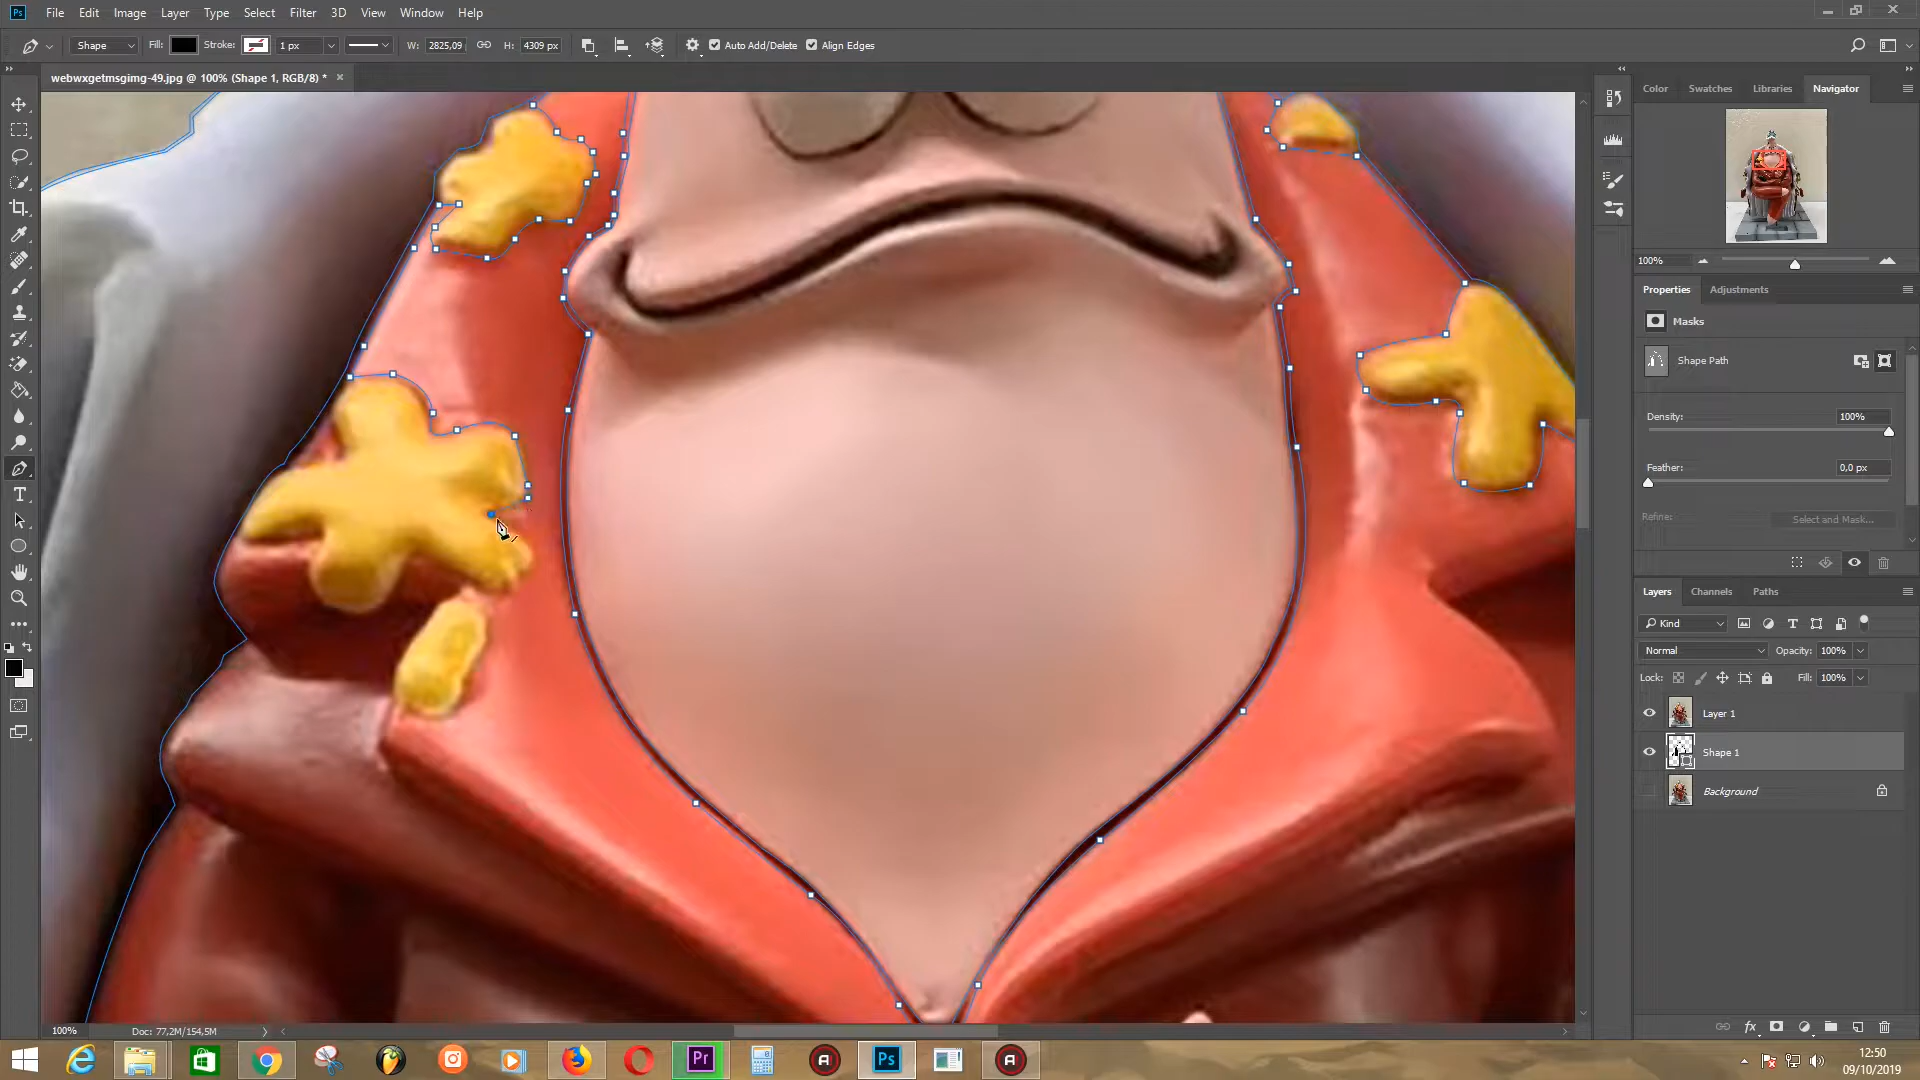 Ps File Edit Image Layer Type Select Filter 3D View Window Help
Shape Fill: Stroke: 1 px W: 2825,09 H: 4309 px Auto Add/Delete Align Edges
webwxgetmsgimg-49.jpg @ 100% (Shape 1, RGB/8) * ×
Color Swatches Libraries Navigator
100%
Properties Adjustments
Masks
Shape Path
Density: 100%
Feather: 0,0 px
Refine: Select and Mask...
Layers Channels Paths
Kind
Normal Opacity: 100%
Lock: Fill: 100%
Layer 1
Shape 1
Background
fx
100% Doc: 77,2M/154,5M
Pr Ps
12:50
09/10/2019